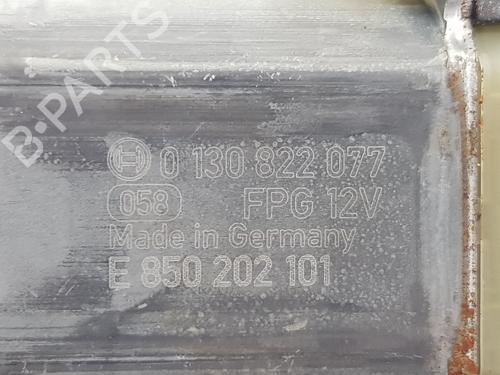 B-PARTS
0 130 822 077
058 FPG 12V
Made in Germany
E 850 202 101